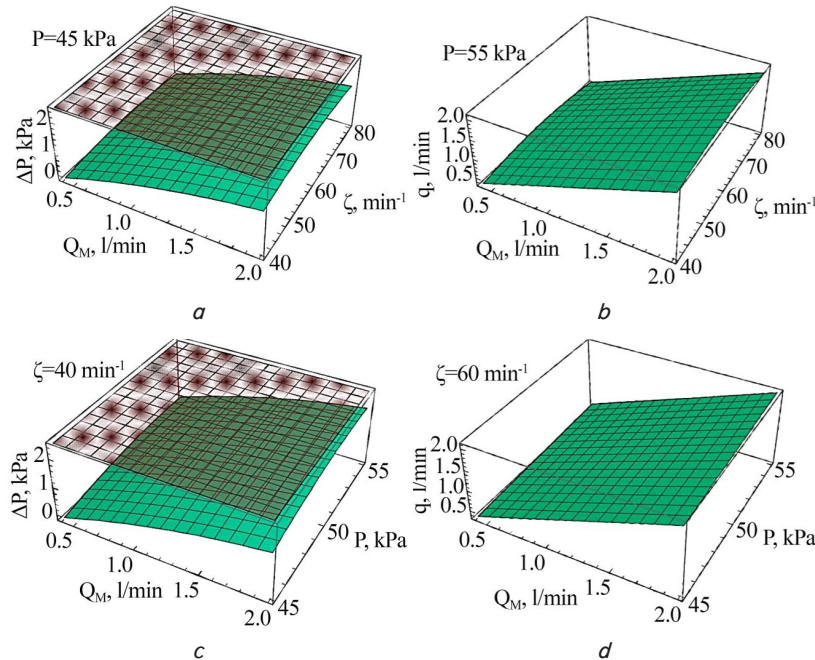 P=45 kPa
2
1
0
ΔP, kPa
0.5
1.0
1.5
2.0
Q_M, l/min
40
50
60
70
80
ζ, min⁻¹
a
P=55 kPa
2.0
1.5
1.0
0.5
q, l/min
0.5
1.0
1.5
2.0
Q_M, l/min
40
50
60
70
80
ζ, min⁻¹
b
ζ=40 min⁻¹
2
1
0
ΔP, kPa
0.5
1.0
1.5
2.0
Q_M, l/min
45
50
55
P, kPa
c
ζ=60 min⁻¹
2.0
1.5
1.0
0.5
q, l/min
0.5
1.0
1.5
2.0
Q_M, l/min
45
50
55
P, kPa
d